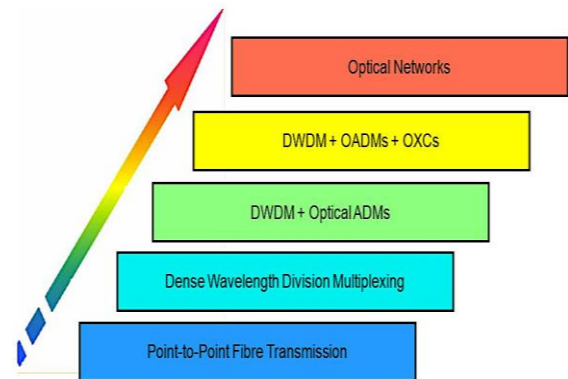 Optical Networks
DWDM + OADMs + OXCs
DWDM + Optical ADMs
Dense Wavelength Division Multiplexing
Point-to-Point Fibre Transmission